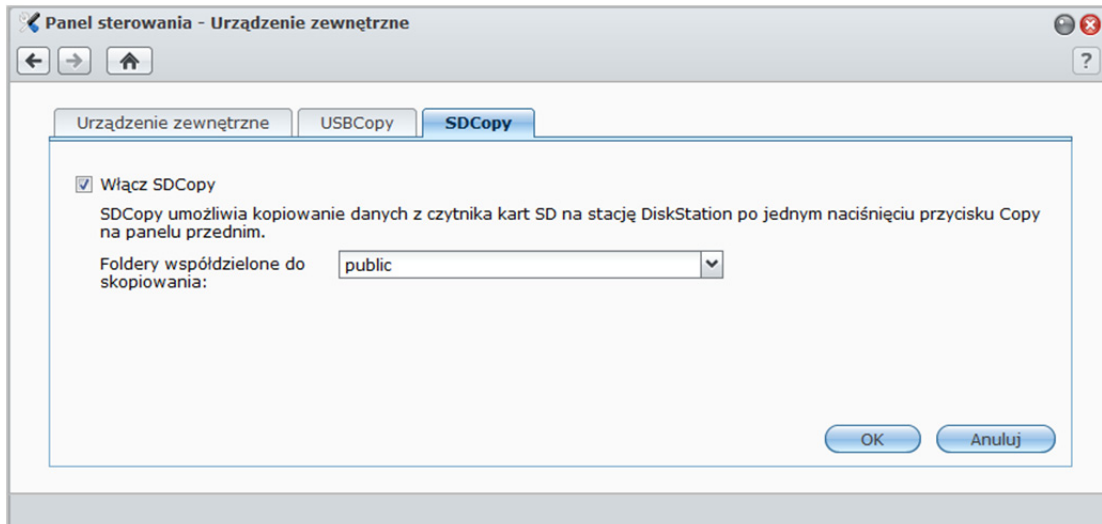 Panel sterowania - Urządzenie zewnętrzne
?
Urządzenie zewnętrzne
USBCopy
SDCopy
Włącz SDCopy
SDCopy umożliwia kopiowanie danych z czytnika kart SD na stację DiskStation po jednym naciśnięciu przycisku Copy
na panelu przednim.
Foldery współdzielone do
skopiowania:
public
OK
Anuluj